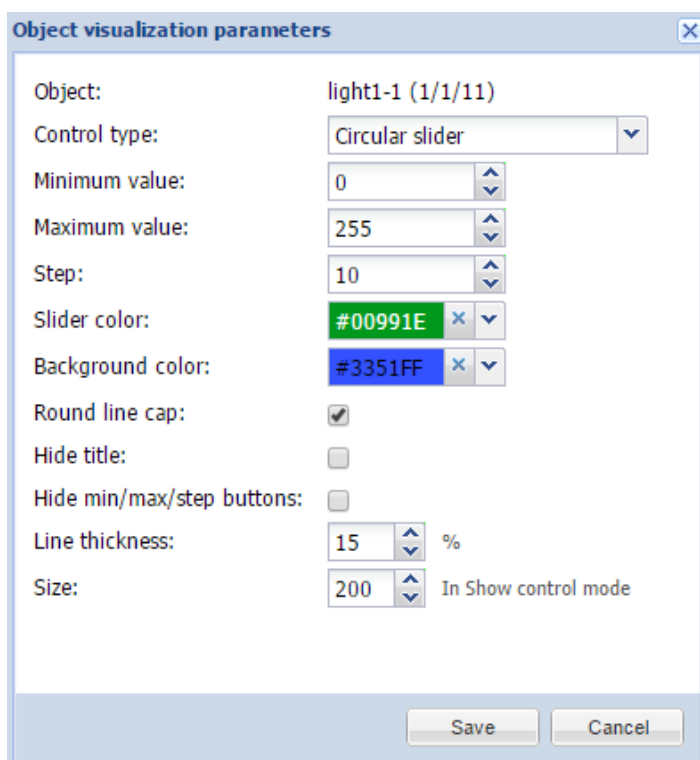 Object visualization parameters
Object: light1-1 (1/1/11)
Control type: Circular slider
Minimum value: 0
Maximum value: 255
Step: 10
Slider color: #00991E
Background color: #3351FF
Round line cap:
Hide title:
Hide min/max/step buttons:
Line thickness: 15 %
Size: 200 In Show control mode
Save Cancel